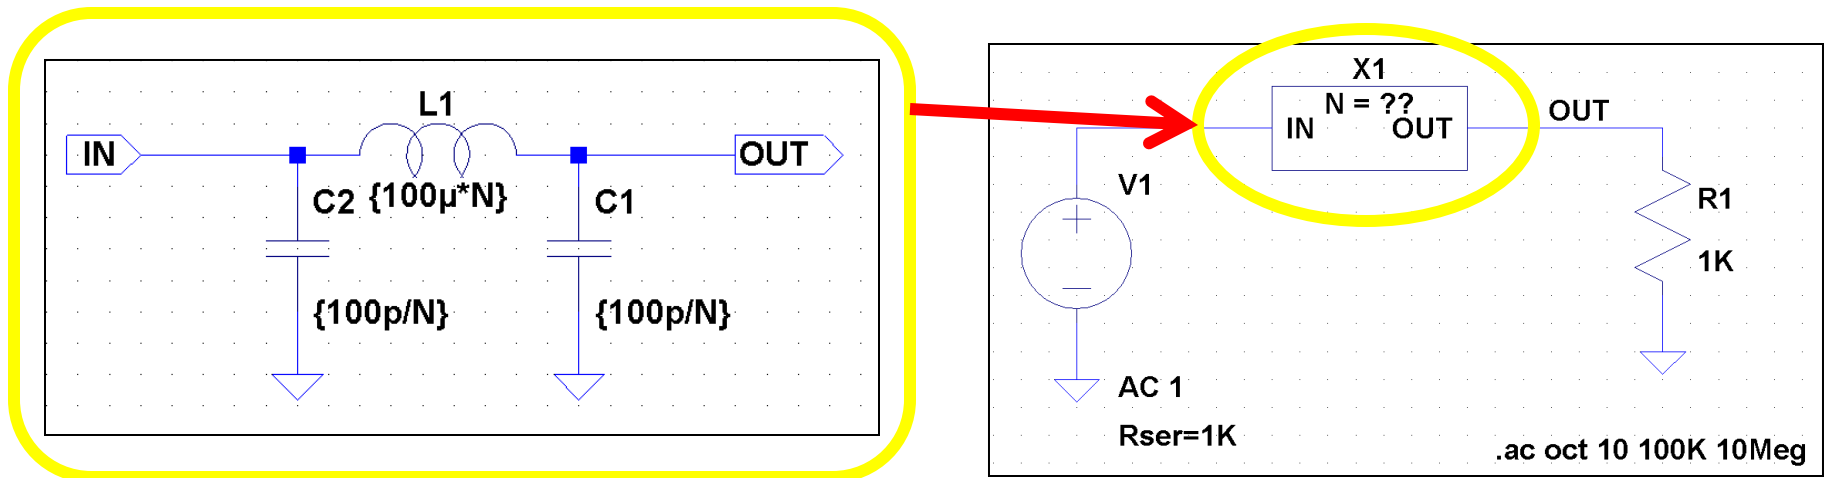 L1
IN
OUT
C2
{100µ*N}
C1
{100p/N}
{100p/N}
X1
N = ??
IN
OUT
OUT
V1
R1
1K
AC 1
Rser=1K
.ac oct 10 100K 10Meg